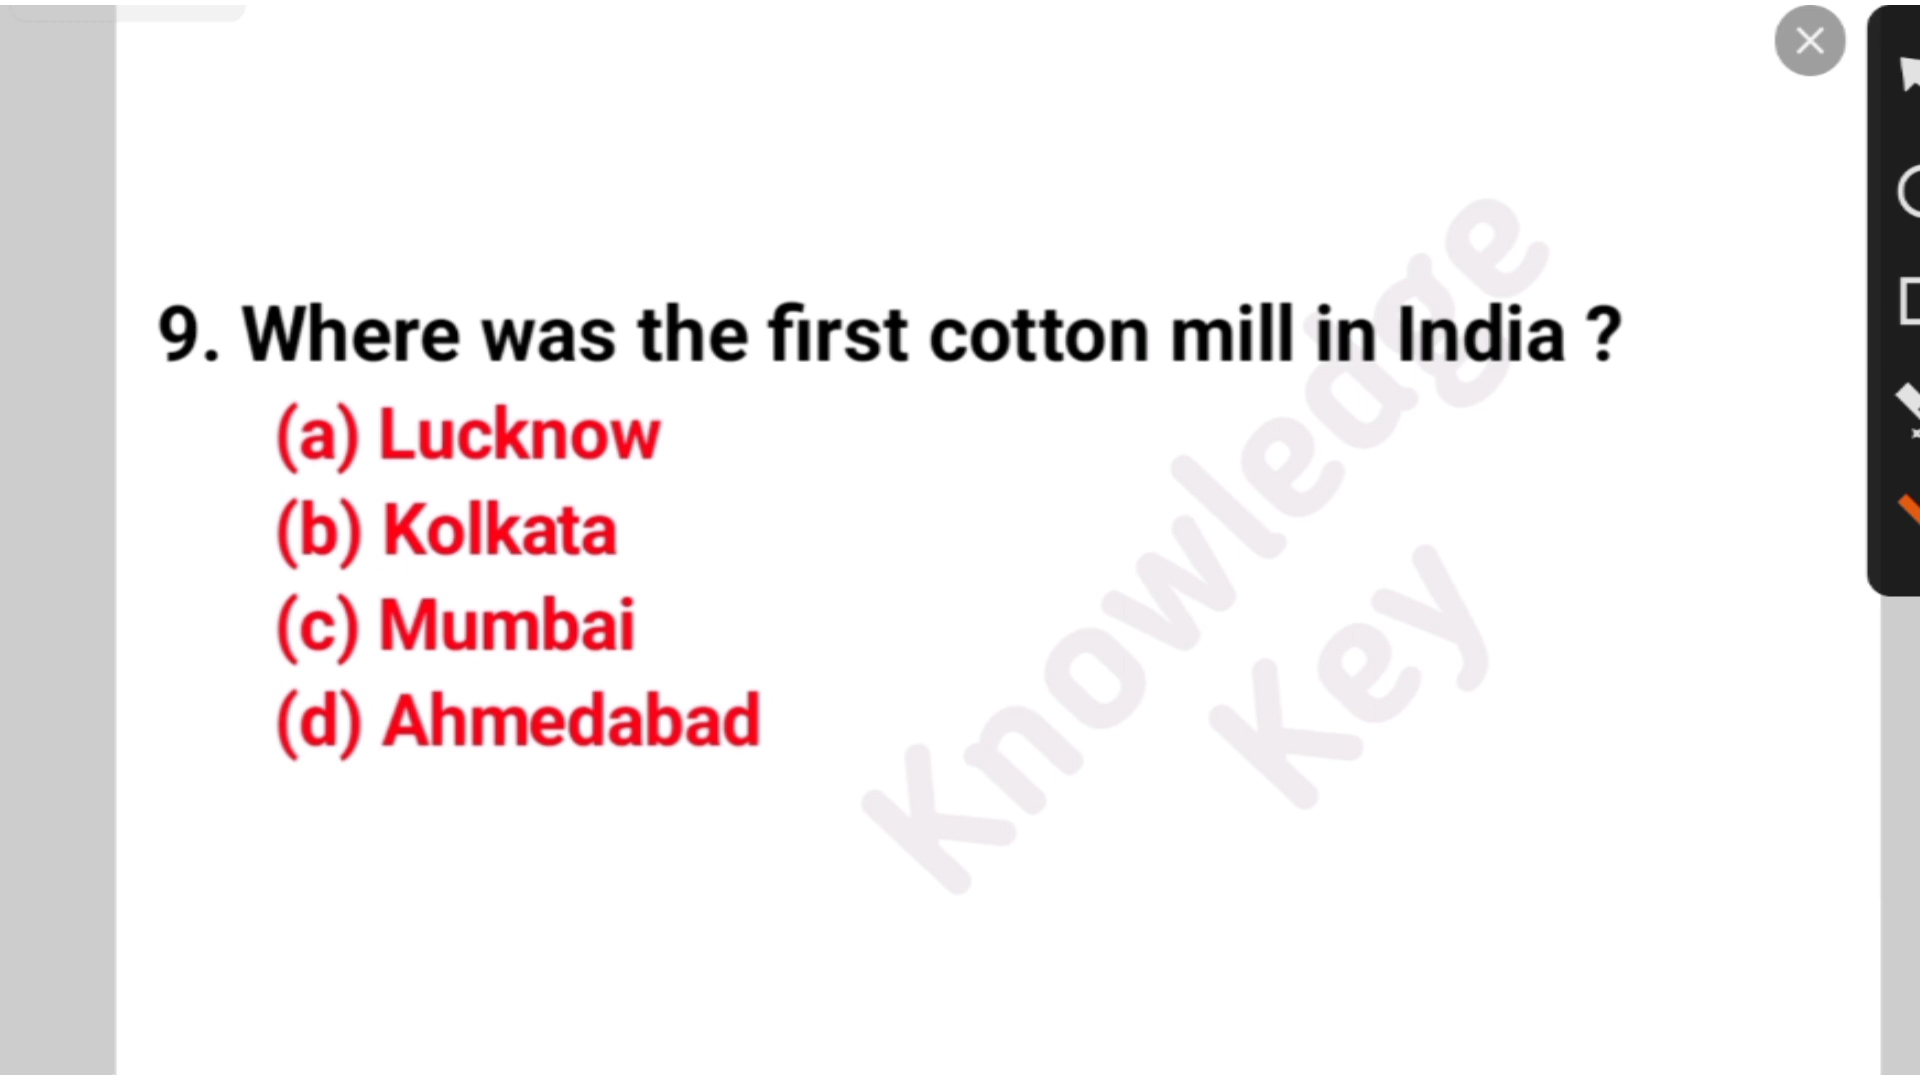 9. Where was the first cotton mill in India ?
(a) Lucknow
(b) Kolkata
(c) Mumbai
(d) Ahmedabad
Knowledge
Key